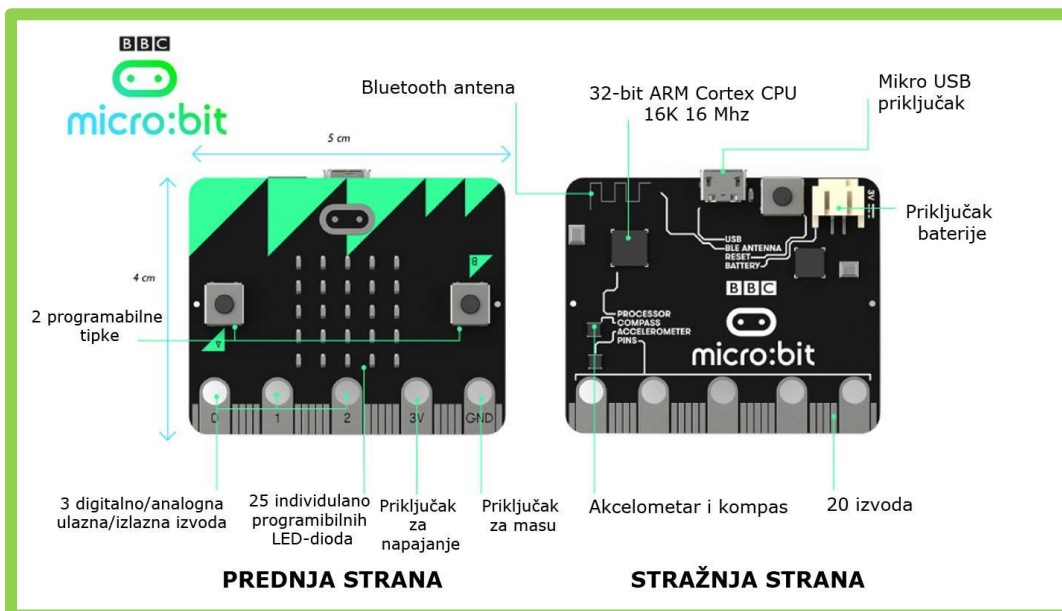 BBC
micro:bit
Bluetooth antena
32-bit ARM Cortex CPU
16K 16 Mhz
Mikro USB
priključak
5 cm
4 cm
Priključak
baterije
2 programabilne
tipke
B
A
0
1
2
3V
GND
3V
USB
BLE ANTENNA
RESET
BATTERY
BBC
micro:bit
PROCESSOR
COMPASS
ACCELEROMETER
PINS
3 digitalno/analogna
ulazna/izlazna izvoda
25 individulano
programibilnih
LED-dioda
Priključak
za
napajanje
Priključak
za masu
Akcelometar i kompas
20 izvoda
PREDNJA STRANA
STRAŽNJA STRANA